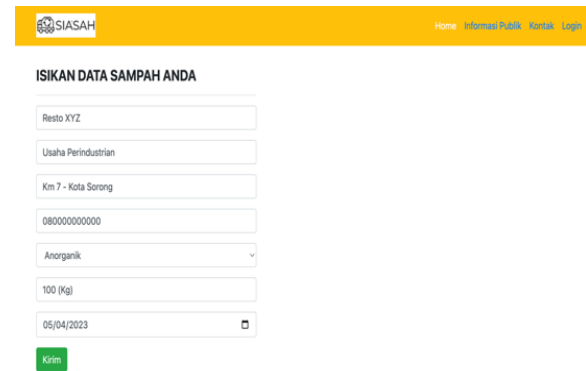 SIASAH
Home Informasi Publik Kontak Login
ISIKAN DATA SAMPAH ANDA
Resto XYZ
Usaha Perindustrian
Km 7 - Kota Sorong
080000000000
Anorganik
100 (Kg)
05/04/2023
Kirim